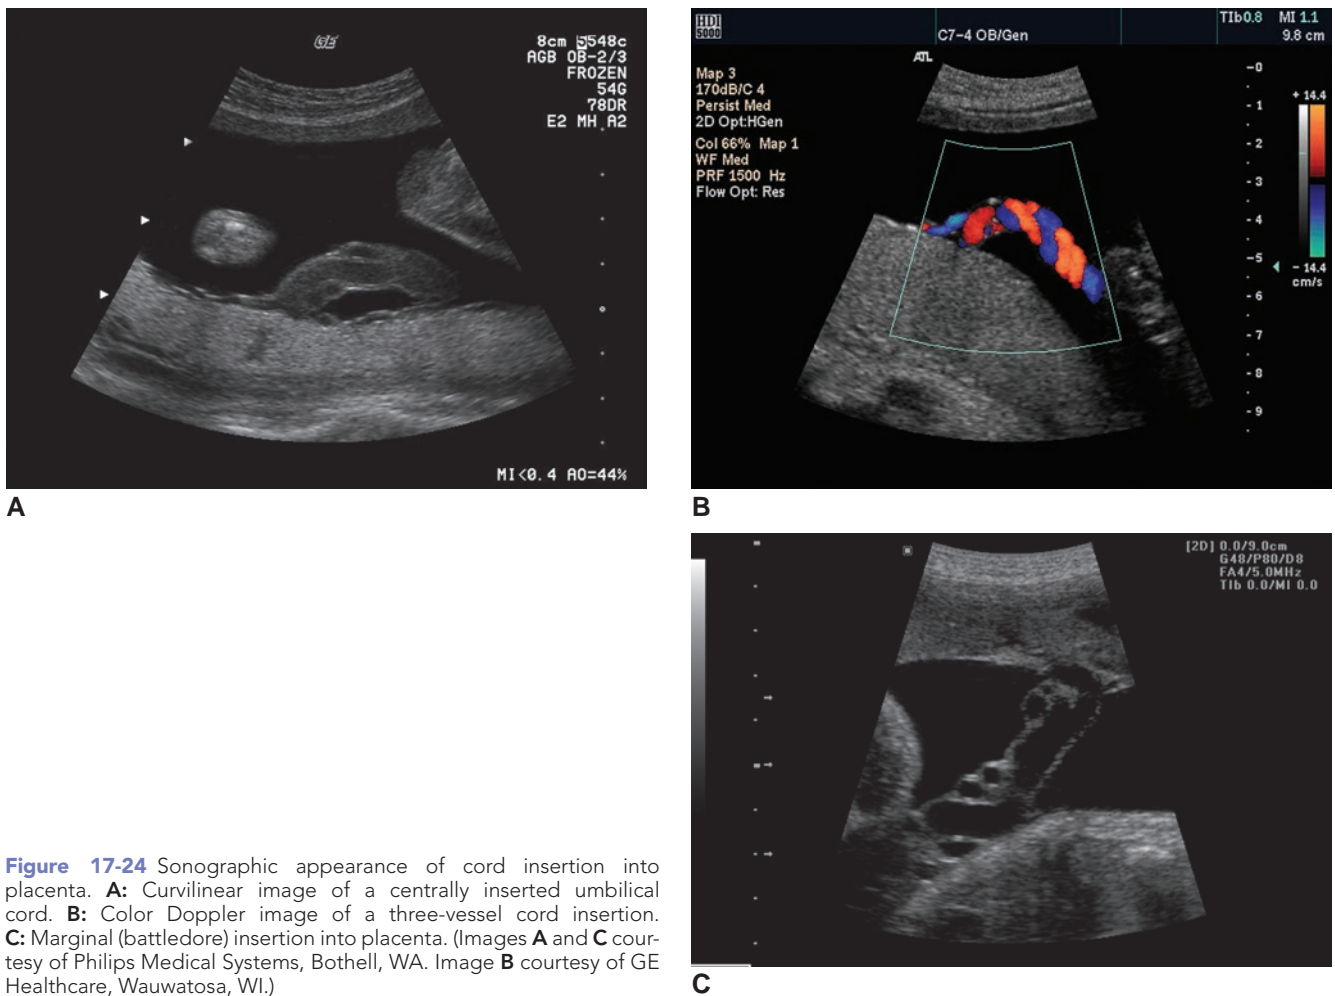 GE
8cm 5548c
AGB OB-2/3
FROZEN
54G
78DR
E2 MH A2
MI<0.4 AO=44%
A
HDI
5000
TIb0.8 MI 1.1
9.8 cm
C7-4 OB/Gen
ATL
Map 3
170dB/C 4
Persist Med
2D Opt:HGen
Col 66% Map 1
WF Med
PRF 1500 Hz
Flow Opt: Res
-0
-1
-2
-3
-4
-5
-6
-7
-8
-9
+ 14.4
- 14.4
cm/s
B
[2D] 0.0/9.0cm
G48/P80/D8
FA4/5.0MHz
TIb 0.0/MI 0.0
C
Figure 17-24 Sonographic appearance of cord insertion into
placenta. A: Curvilinear image of a centrally inserted umbilical
cord. B: Color Doppler image of a three-vessel cord insertion.
C: Marginal (battledore) insertion into placenta. (Images A and C cour-
tesy of Philips Medical Systems, Bothell, WA. Image B courtesy of GE
Healthcare, Wauwatosa, WI.)